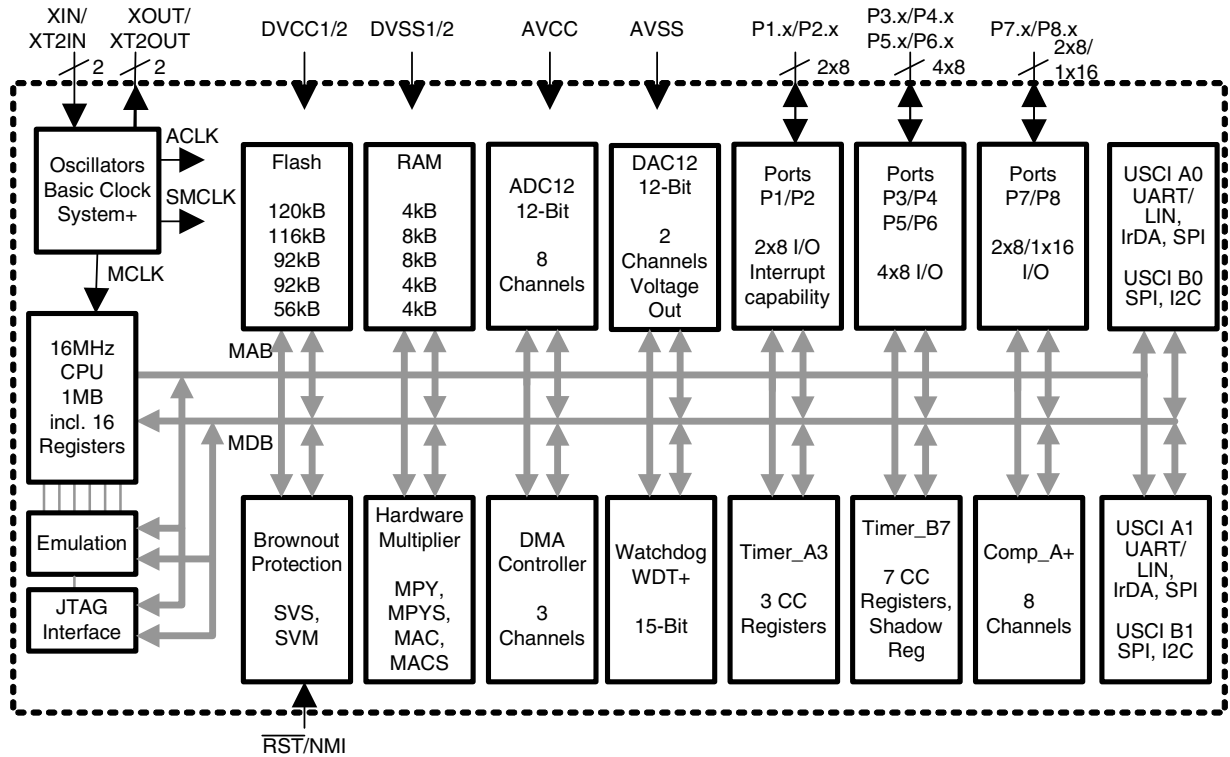 XIN/
XT2IN
XOUT/
XT2OUT
DVCC1/2
DVSS1/2
AVCC
AVSS
P1.x/P2.x
P3.x/P4.x
P5.x/P6.x
P7.x/P8.x
2
2
2x8
4x8
2x8/
1x16
Oscillators
Basic Clock
System+
ACLK
SMCLK
MCLK
Flash
120kB
116kB
92kB
92kB
56kB
RAM
4kB
8kB
8kB
4kB
4kB
ADC12
12-Bit
8
Channels
DAC12
12-Bit
2
Channels
Voltage
Out
Ports
P1/P2
2x8 I/O
Interrupt
capability
Ports
P3/P4
P5/P6
4x8 I/O
Ports
P7/P8
2x8/1x16
I/O
USCI A0
UART/
LIN,
IrDA, SPI
USCI B0
SPI, I2C
16MHz
CPU
1MB
incl. 16
Registers
MAB
MDB
Emulation
JTAG
Interface
Brownout
Protection
SVS,
SVM
Hardware
Multiplier
MPY,
MPYS,
MAC,
MACS
DMA
Controller
3
Channels
Watchdog
WDT+
15-Bit
Timer_A3
3 CC
Registers
Timer_B7
7 CC
Registers,
Shadow
Reg
Comp_A+
8
Channels
USCI A1
UART/
LIN,
IrDA, SPI
USCI B1
SPI, I2C
RST/NMI